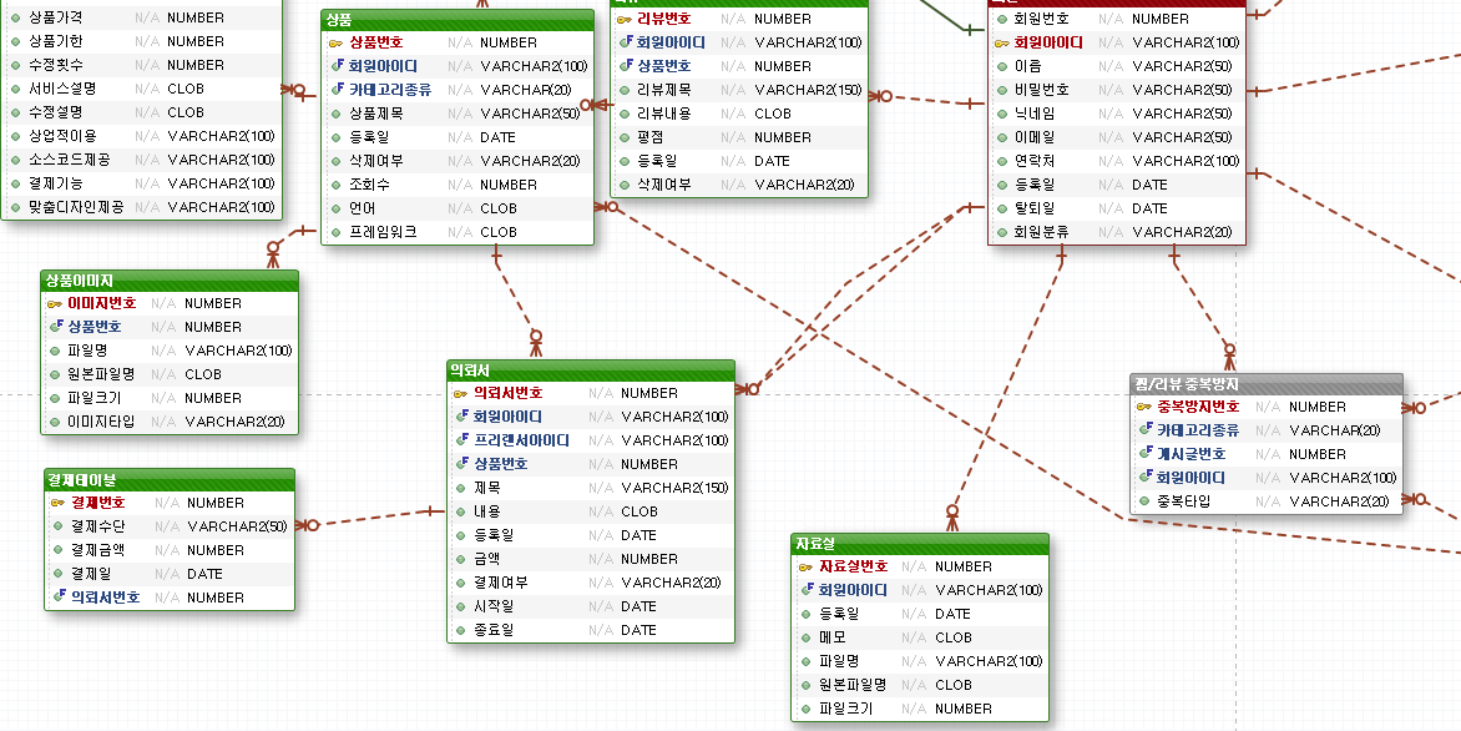 상품가격 N/A NUMBER
상품기한 N/A NUMBER
수정횟수 N/A NUMBER
서비스설명 N/A CLOB
수정설명 N/A CLOB
상업적이용 N/A VARCHAR2(100)
소스코드제공 N/A VARCHAR2(100)
결제기능 N/A VARCHAR2(100)
맞춤디자인제공 N/A VARCHAR2(100)
상품
상품번호 N/A NUMBER
회원아이디 N/A VARCHAR2(100)
카테고리종류 N/A VARCHAR(20)
상품제목 N/A VARCHAR2(50)
등록일 N/A DATE
삭제여부 N/A VARCHAR2(20)
조회수 N/A NUMBER
언어 N/A CLOB
프레임워크 N/A CLOB
리뷰번호 N/A NUMBER
회원아이디 N/A VARCHAR2(100)
상품번호 N/A NUMBER
리뷰제목 N/A VARCHAR2(150)
리뷰내용 N/A CLOB
평점 N/A NUMBER
등록일 N/A DATE
삭제여부 N/A VARCHAR2(20)
회원번호 N/A NUMBER
회원아이디 N/A VARCHAR2(100)
이름 N/A VARCHAR2(50)
비밀번호 N/A VARCHAR2(50)
닉네임 N/A VARCHAR2(50)
이메일 N/A VARCHAR2(50)
연락처 N/A VARCHAR2(100)
등록일 N/A DATE
탈퇴일 N/A DATE
회원분류 N/A VARCHAR2(20)
상품이미지
이미지번호 N/A NUMBER
상품번호 N/A NUMBER
파일명 N/A VARCHAR2(100)
원본파일명 N/A CLOB
파일크기 N/A NUMBER
이미지타입 N/A VARCHAR2(20)
결제테이블
결제번호 N/A NUMBER
결제수단 N/A VARCHAR2(50)
결제금액 N/A NUMBER
결제일 N/A DATE
의뢰서번호 N/A NUMBER
의뢰서
의뢰서번호 N/A NUMBER
회원아이디 N/A VARCHAR2(100)
프리랜서아이디 N/A VARCHAR2(100)
상품번호 N/A NUMBER
제목 N/A VARCHAR2(150)
내용 N/A CLOB
등록일 N/A DATE
금액 N/A NUMBER
결제여부 N/A VARCHAR2(20)
시작일 N/A DATE
종료일 N/A DATE
자료실
자료실번호 N/A NUMBER
회원아이디 N/A VARCHAR2(100)
등록일 N/A DATE
메모 N/A CLOB
파일명 N/A VARCHAR2(100)
원본파일명 N/A CLOB
파일크기 N/A NUMBER
찜/리뷰 중복방지
중복방지번호 N/A NUMBER
카테고리종류 N/A VARCHAR(20)
게시글번호 N/A NUMBER
회원아이디 N/A VARCHAR2(100)
중복타입 N/A VARCHAR2(20)